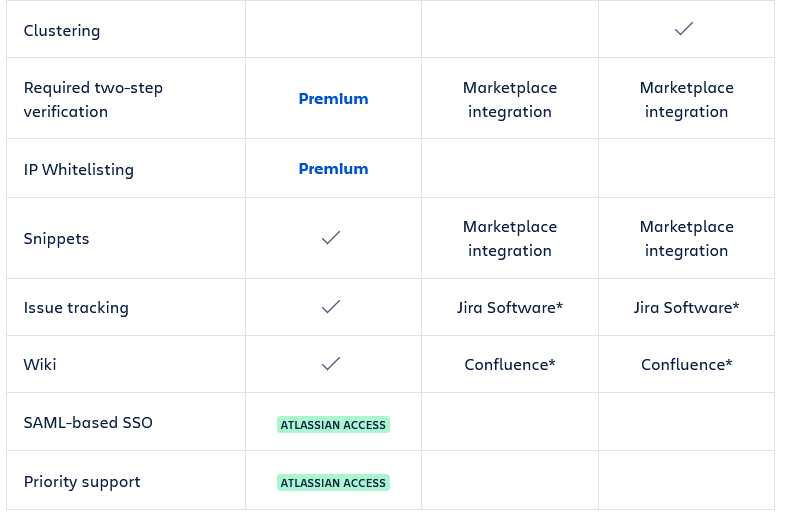 Clustering
Required two-step
verification
Premium
Marketplace
integration
Marketplace
integration
IP Whitelisting
Premium
Snippets
Marketplace
integration
Marketplace
integration
Issue tracking
Jira Software*
Jira Software*
Wiki
Confluence*
Confluence*
SAML-based SSO
ATLASSIAN ACCESS
Priority support
ATLASSIAN ACCESS